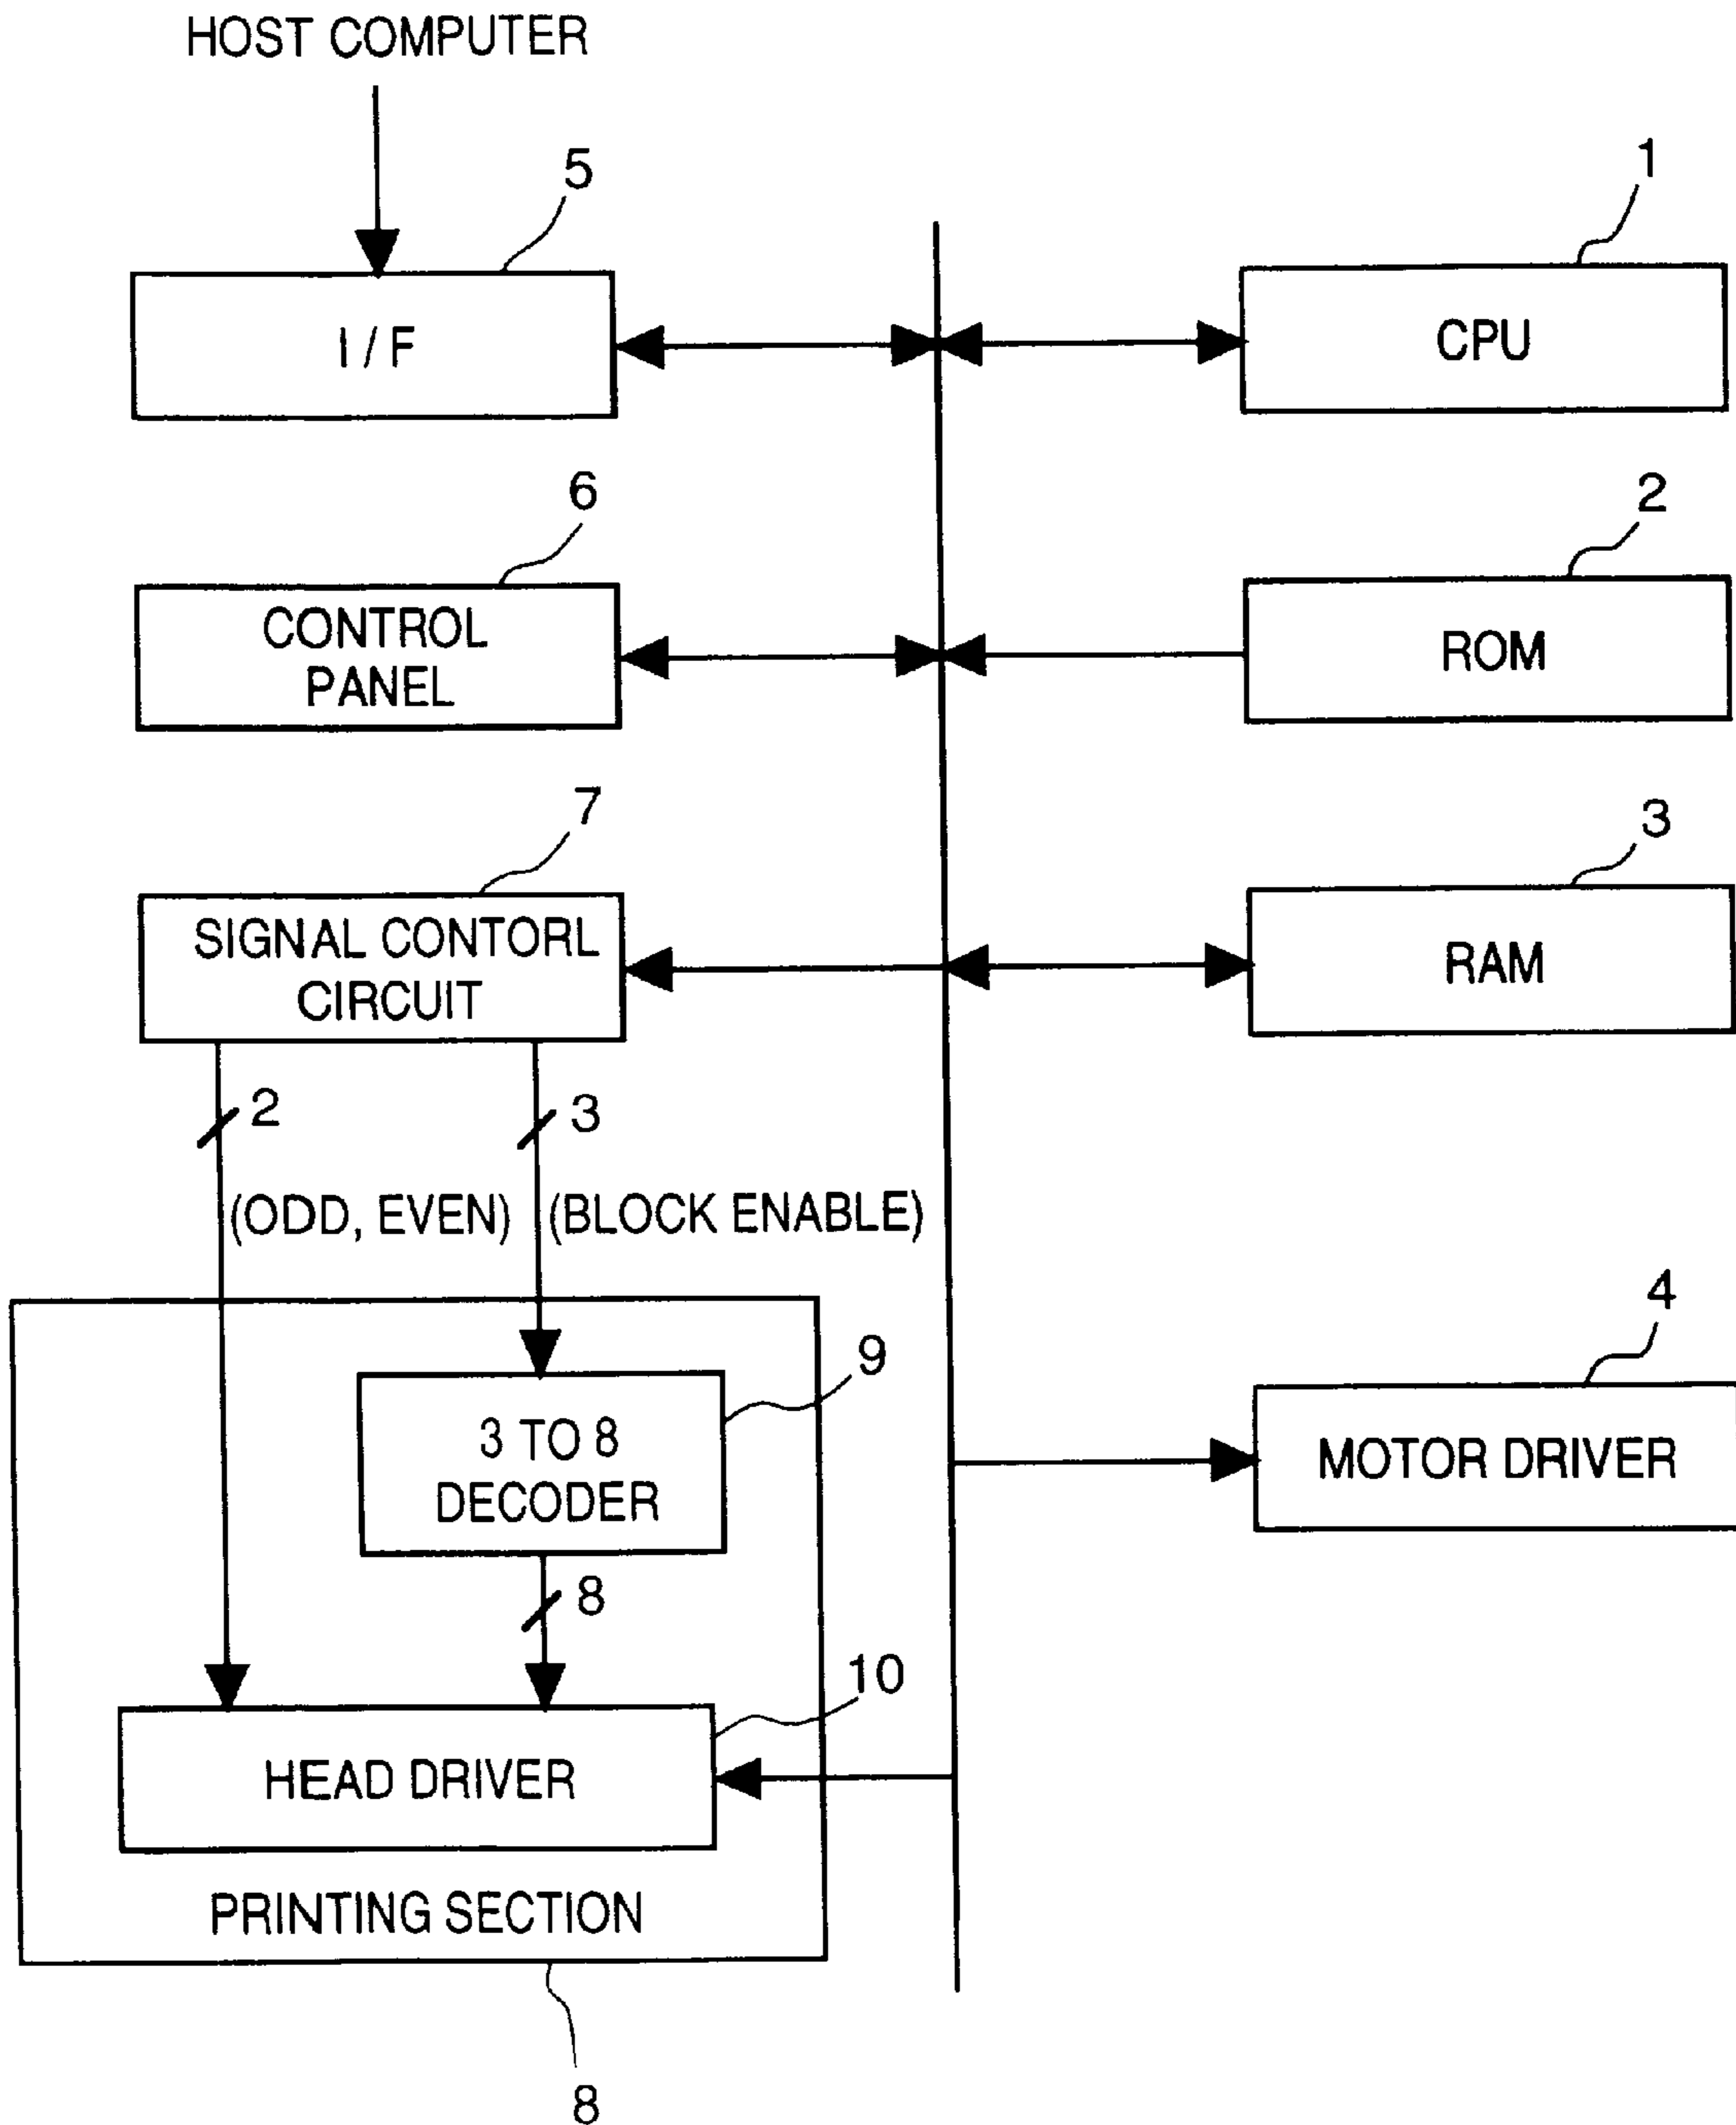 HOST COMPUTER
5
1
I / F
CPU
6
2
CONTROL
PANEL
ROM
7
3
SIGNAL CONTORL
CIRCUIT
RAM
2
3
(ODD, EVEN)
(BLOCK ENABLE)
4
9
3 TO 8
DECODER
MOTOR DRIVER
8
10
HEAD DRIVER
PRINTING SECTION
8